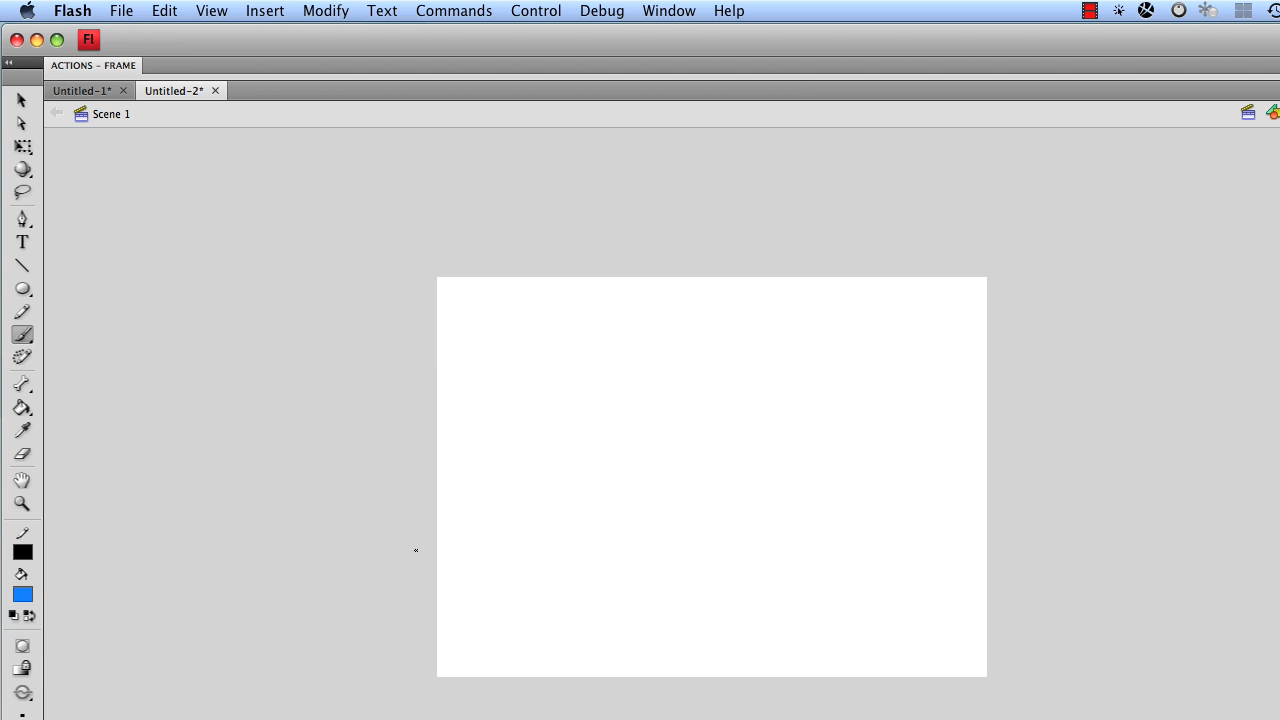 Flash File Edit View Insert Modify Text Commands Control Debug Window Help
Fl
ACTIONS - FRAME
Untitled-1* Untitled-2*
Scene 1
T